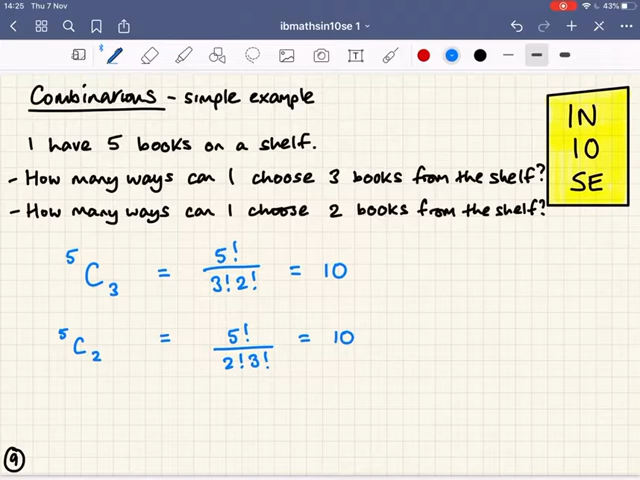 14:25 Thu 7 Nov
43%
ibmathsin10se 1
Combinations - simple example
I have 5 books on a shelf.
- How many ways can I choose 3 books from the shelf?
- How many ways can I choose 2 books from the shelf?
IN
10
SE
⁵C₃ = 5!/3!2! = 10
⁵C₂ = 5!/2!3! = 10
9